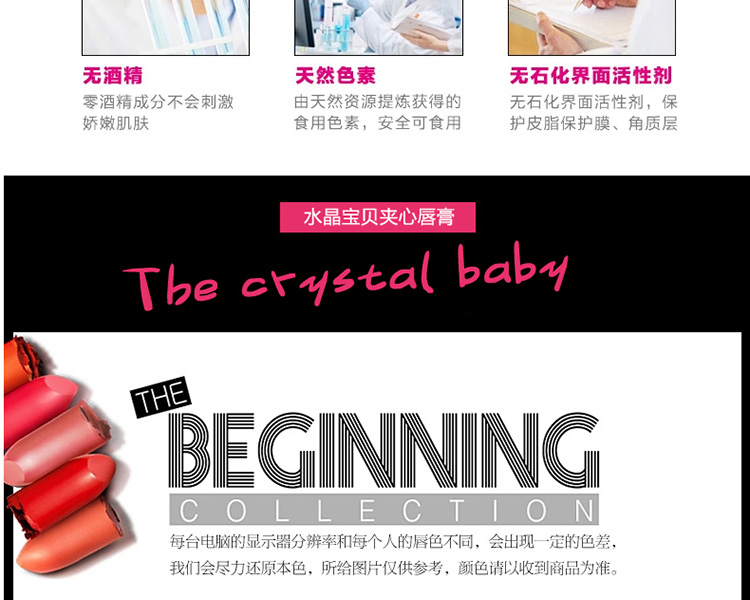 无酒精
零酒精成分不会刺激
娇嫩肌肤
天然色素
由天然资源提炼获得的
食用色素，安全可食用
无石化界面活性剂
无石化界面活性剂，保
护皮脂保护膜、角质层
水晶宝贝夹心唇膏
The crystal baby
THE
BEGINNING
COLLECTION
每台电脑的显示器分辨率和每个人的唇色不同，会出现一定的色差，
我们会尽力还原本色，所给图片仅供参考，颜色请以收到商品为准。